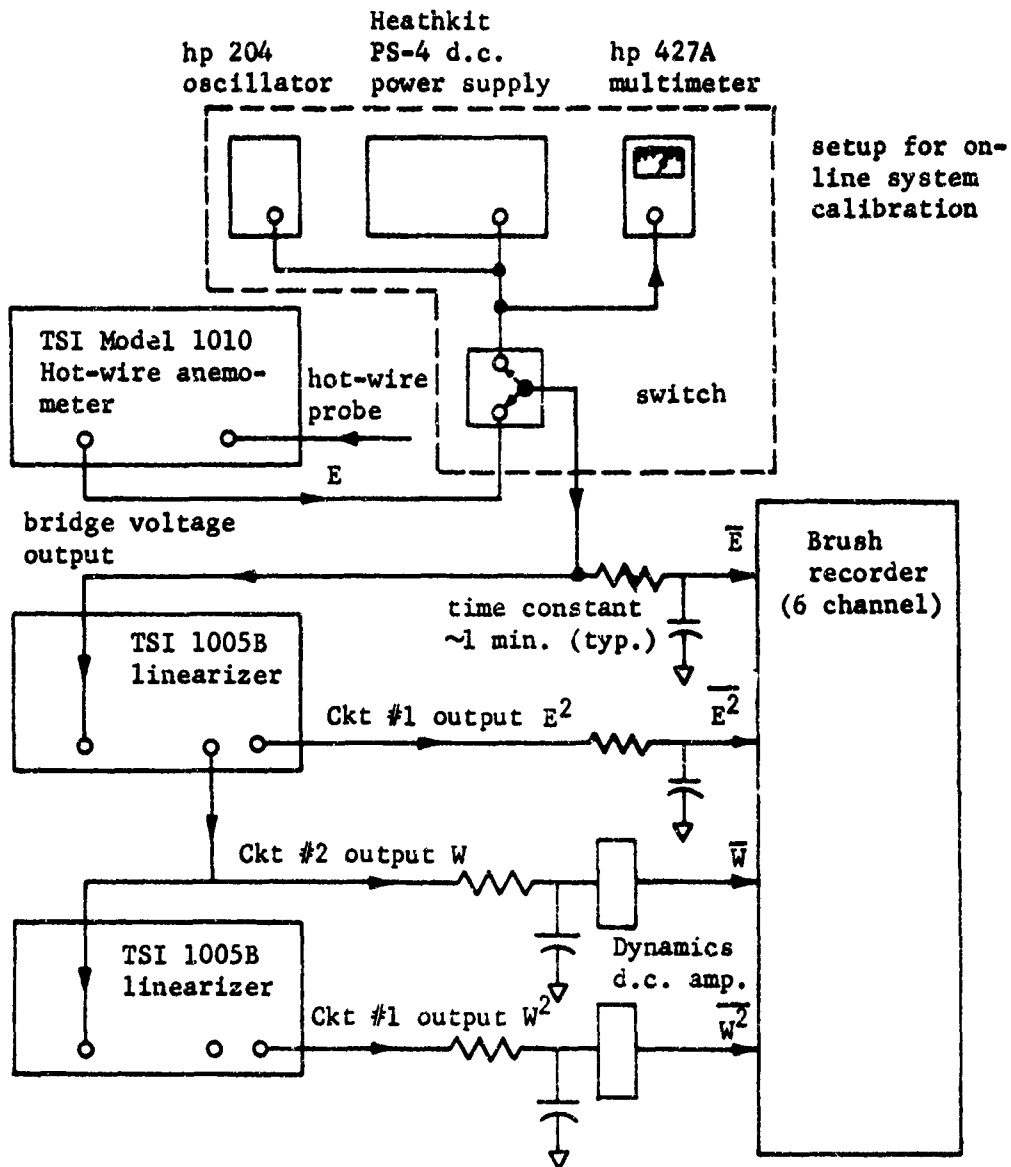 hp 204
oscillator
Heathkit
PS-4 d.c.
power supply
hp 427A
multimeter
setup for on-
line system
calibration
TSI Model 1010
Hot-wire anemo-
meter
hot-wire
probe
switch
E
bridge voltage
output
E̅
Brush
recorder
(6 channel)
time constant
~1 min. (typ.)
TSI 1005B
linearizer
Ckt #1 output E²
E̅²̅
Ckt #2 output W
W̅
TSI 1005B
linearizer
Dynamics
d.c. amp.
Ckt #1 output W²
W̅²̅